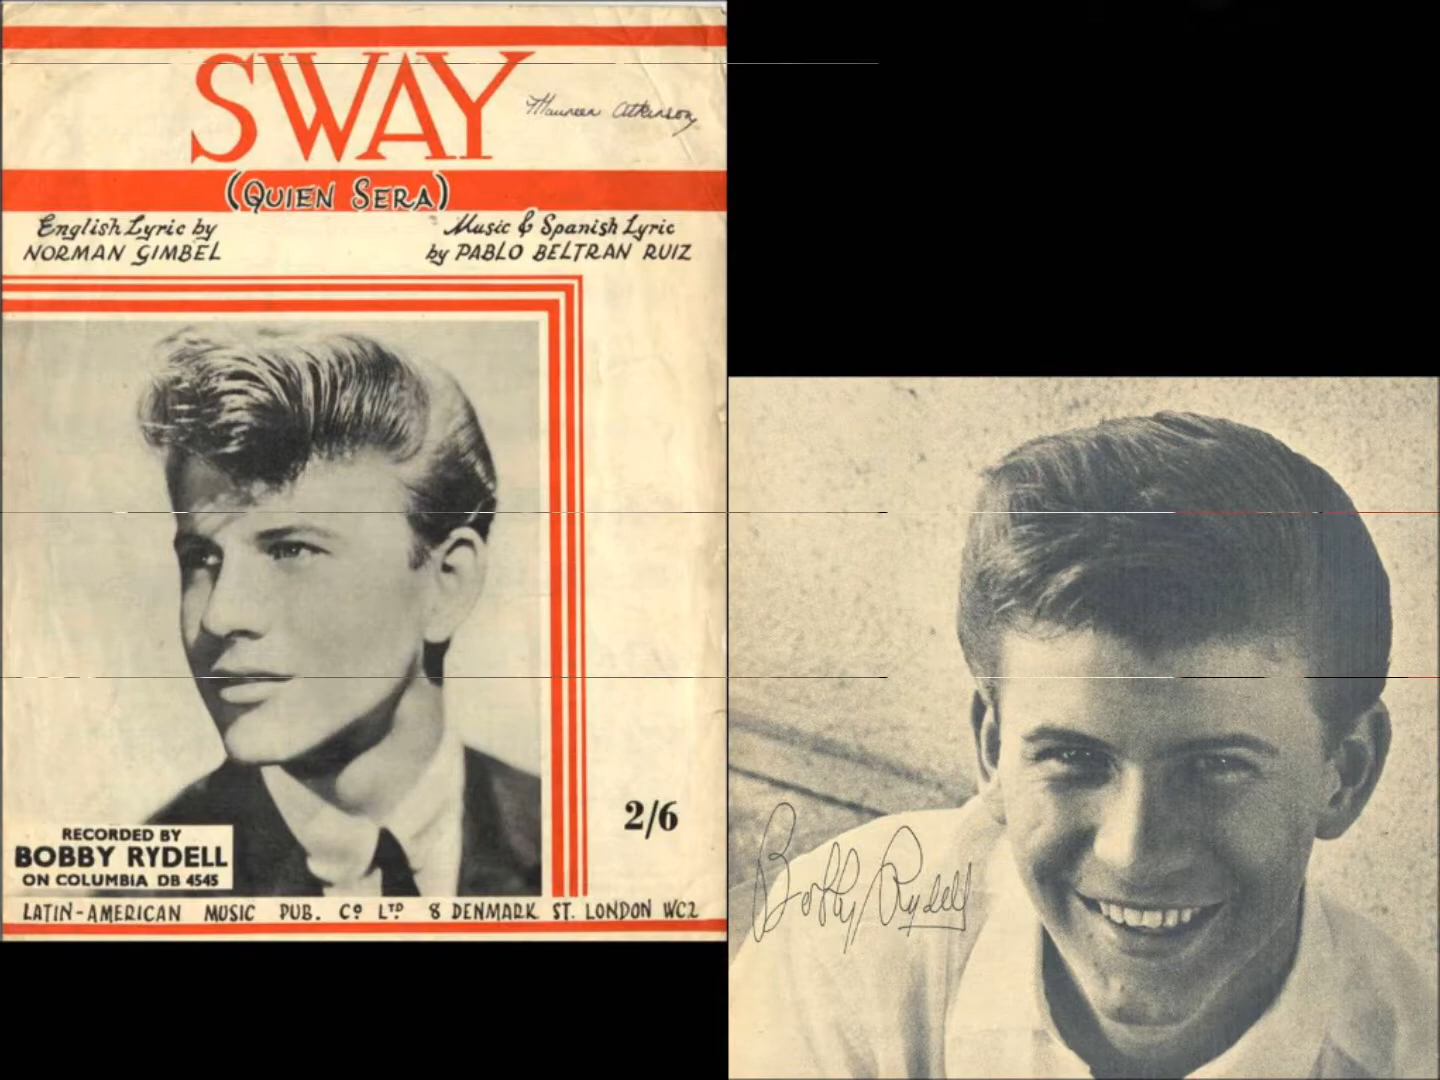 SWAY
Maureen Atkinson
(QUIEN SERA)
English Lyric by
NORMAN GIMBEL
Music & Spanish Lyric
by PABLO BELTRAN RUIZ
2/6
RECORDED BY
BOBBY RYDELL
ON COLUMBIA DB 4545
LATIN-AMERICAN MUSIC PUB. Cº LTD 8 DENMARK ST. LONDON WC2
Bobby Rydell